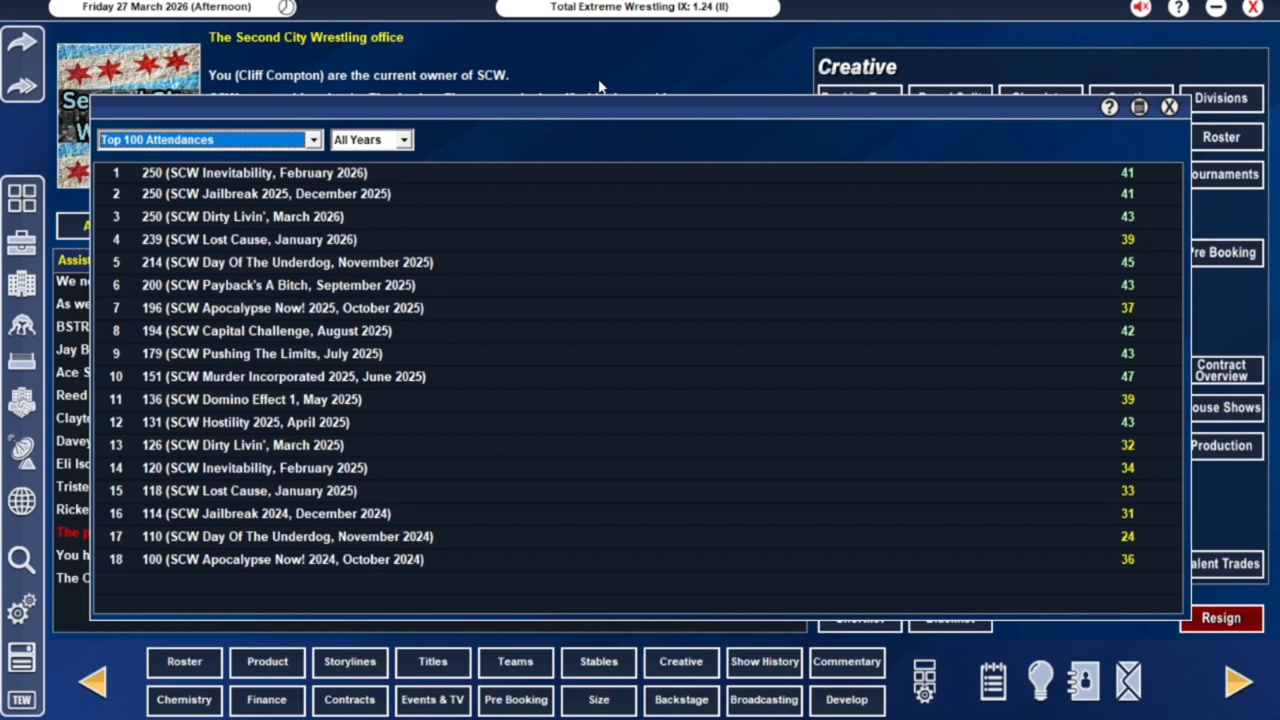 Friday 27 March 2026 (Afternoon)
Total Extreme Wrestling IX: 1.24 (II)
The Second City Wrestling office
You (Cliff Compton) are the current owner of SCW.
Creative
Divisions
Roster
Top 100 Attendances
All Years
1 250 (SCW Inevitability, February 2026) 41
2 250 (SCW Jailbreak 2025, December 2025) 41
3 250 (SCW Dirty Livin', March 2026) 43
4 239 (SCW Lost Cause, January 2026) 39
5 214 (SCW Day Of The Underdog, November 2025) 45
6 200 (SCW Payback's A Bitch, September 2025) 43
7 196 (SCW Apocalypse Now! 2025, October 2025) 37
8 194 (SCW Capital Challenge, August 2025) 42
9 179 (SCW Pushing The Limits, July 2025) 43
10 151 (SCW Murder Incorporated 2025, June 2025) 47
11 136 (SCW Domino Effect 1, May 2025) 39
12 131 (SCW Hostility 2025, April 2025) 43
13 126 (SCW Dirty Livin', March 2025) 32
14 120 (SCW Inevitability, February 2025) 34
15 118 (SCW Lost Cause, January 2025) 33
16 114 (SCW Jailbreak 2024, December 2024) 31
17 110 (SCW Day Of The Underdog, November 2024) 24
18 100 (SCW Apocalypse Now! 2024, October 2024) 36
ournaments
re Booking
Contract
Overview
ouse Shows
Production
alent Trades
Resign
Assis
We n
As we
BSTR
Jay B
Ace S
Reed
Clayt
Davey
Eli Iso
Triste
Ricke
The p
You h
The C
Roster Product Storylines Titles Teams Stables Creative Show History Commentary
Chemistry Finance Contracts Events & TV Pre Booking Size Backstage Broadcasting Develop
TEW